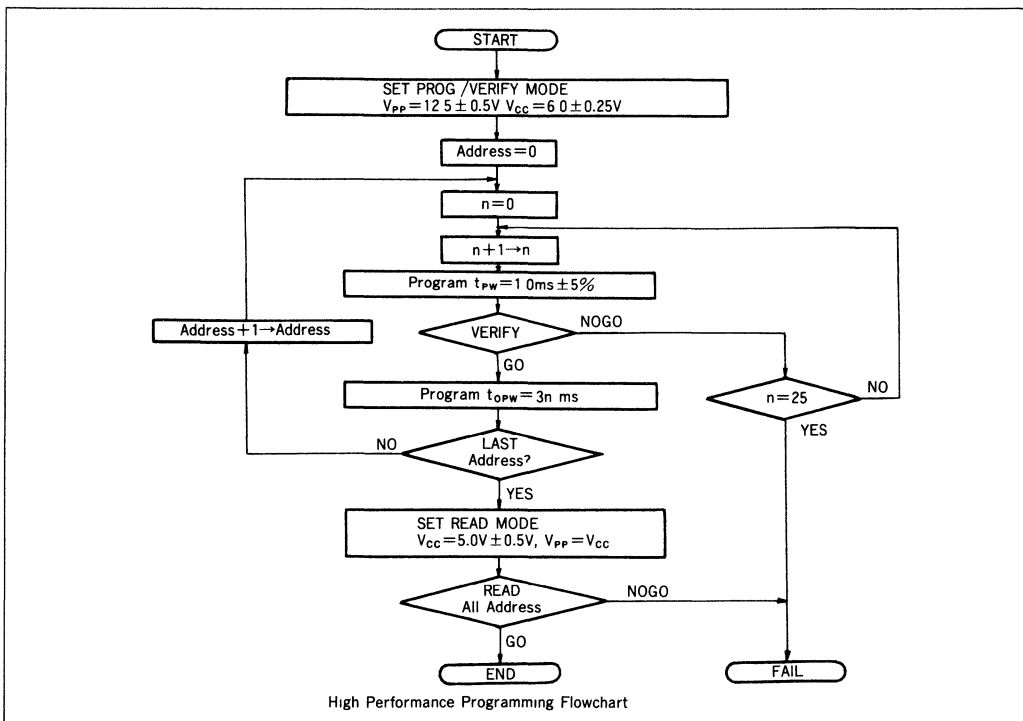 START
SET PROG /VERIFY MODE
VPP=12 5±0.5V VCC=6 0±0.25V
Address=0
n=0
n+1→n
Program tPW=1 0ms±5%
Address+1→Address
VERIFY
NOGO
GO
Program tOPW=3n ms
n=25
NO
YES
NO
LAST
Address?
YES
SET READ MODE
VCC=5.0V±0.5V, VPP=VCC
READ
All Address
NOGO
GO
END
FAIL
High Performance Programming Flowchart